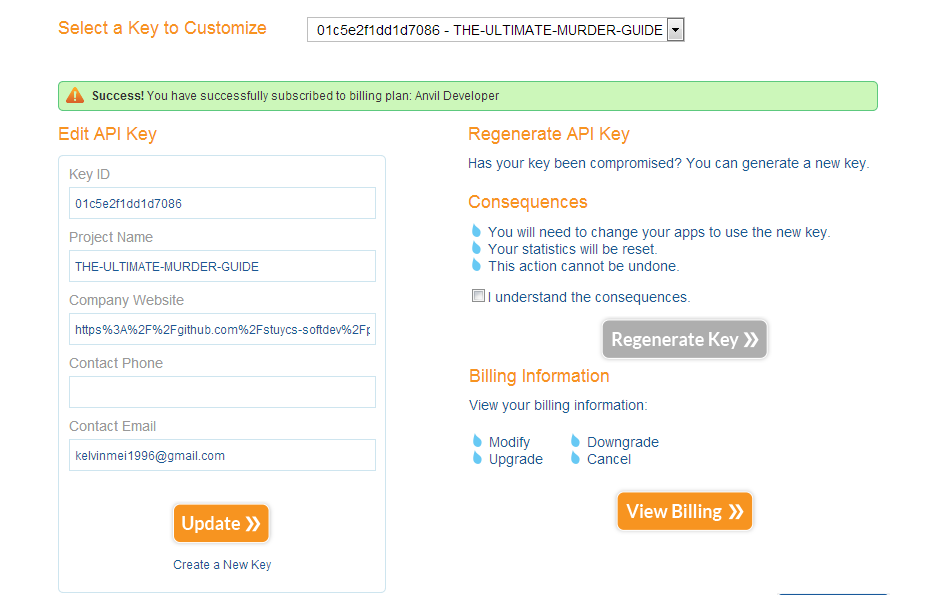 Select a Key to Customize
01c5e2f1dd1d7086 - THE-ULTIMATE-MURDER-GUIDE
Success! You have successfully subscribed to billing plan: Anvil Developer
Edit API Key
Key ID
01c5e2f1dd1d7086
Project Name
THE-ULTIMATE-MURDER-GUIDE
Company Website
https%3A%2F%2Fgithub.com%2Fstuycs-softdev%2Fp
Contact Phone
Contact Email
kelvinmei1996@gmail.com
Update »
Create a New Key
Regenerate API Key
Has your key been compromised? You can generate a new key.
Consequences
You will need to change your apps to use the new key.
Your statistics will be reset.
This action cannot be undone.
I understand the consequences.
Regenerate Key »
Billing Information
View your billing information:
Modify Downgrade
Upgrade Cancel
View Billing »